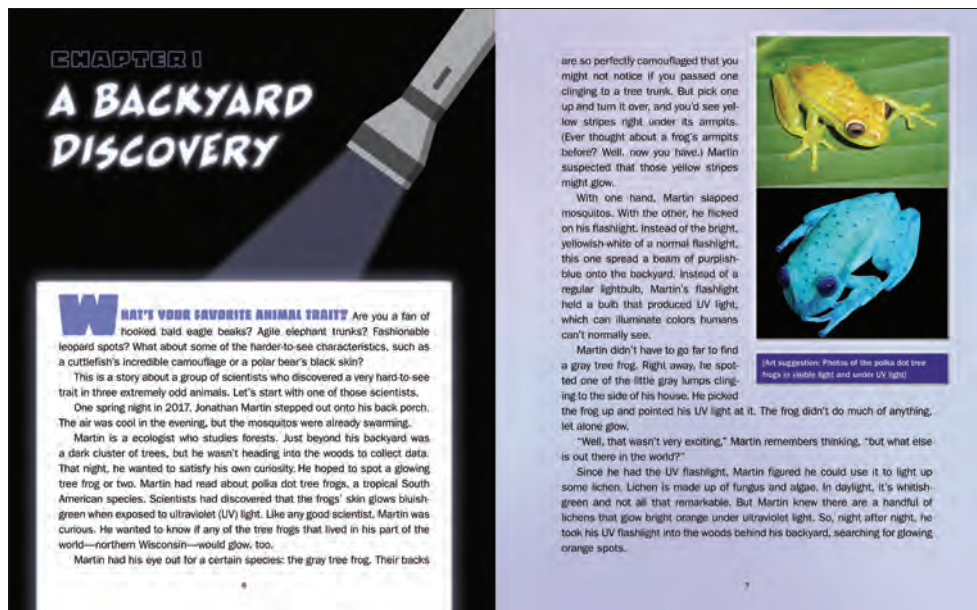 CHAPTER 1
A BACKYARD
DISCOVERY
WHAT'S YOUR FAVORITE ANIMAL TRAIT? Are you a fan of
hooked bald eagle beaks? Agile elephant trunks? Fashionable
leopard spots? What about some of the harder-to-see characteristics, such as
a cuttlefish's incredible camouflage or a polar bear's black skin?
This is a story about a group of scientists who discovered a very hard-to-see
trait in three extremely odd animals. Let's start with one of those scientists.
One spring night in 2017, Jonathan Martin stepped out onto his back porch.
The air was cool in the evening, but the mosquitos were already swarming.
Martin is a ecologist who studies forests. Just beyond his backyard was
a dark cluster of trees, but he wasn't heading into the woods to collect data.
That night, he wanted to satisfy his own curiosity. He hoped to spot a glowing
tree frog or two. Martin had read about polka dot tree frogs, a tropical South
American species. Scientists had discovered that the frogs' skin glows bluish-
green when exposed to ultraviolet (UV) light. Like any good scientist, Martin was
curious. He wanted to know if any of the tree frogs that lived in his part of the
world—northern Wisconsin—would glow, too.
Martin had his eye out for a certain species: the gray tree frog. Their backs
6
are so perfectly camouflaged that you
might not notice if you passed one
clinging to a tree trunk. But pick one
up and turn it over, and you'd see yel-
low stripes right under its armpits.
(Ever thought about a frog's armpits
before? Well, now you have.) Martin
suspected that those yellow stripes
might glow.
With one hand, Martin slapped
mosquitos. With the other, he flicked
on his flashlight. Instead of the bright,
yellowish-white of a normal flashlight,
this one spread a beam of purplish-
blue onto the backyard. Instead of a
regular lightbulb, Martin's flashlight
held a bulb that produced UV light,
which can illuminate colors humans
can't normally see.
Martin didn't have to go far to find
a gray tree frog. Right away, he spot-
ted one of the little gray lumps cling-
ing to the side of his house. He picked
the frog up and pointed his UV light at it. The frog didn't do much of anything,
let alone glow.
"Well, that wasn't very exciting," Martin remembers thinking, "but what else
is out there in the world?"
Since he had the UV flashlight, Martin figured he could use it to light up
some lichen. Lichen is made up of fungus and algae. In daylight, it's whitish-
green and not all that remarkable. But Martin knew there are a handful of
lichens that glow bright orange under ultraviolet light. So, night after night, he
took his UV flashlight into the woods behind his backyard, searching for glowing
orange spots.
[Art suggestion: Photos of the polka dot tree
frogs in visible light and under UV light]
7